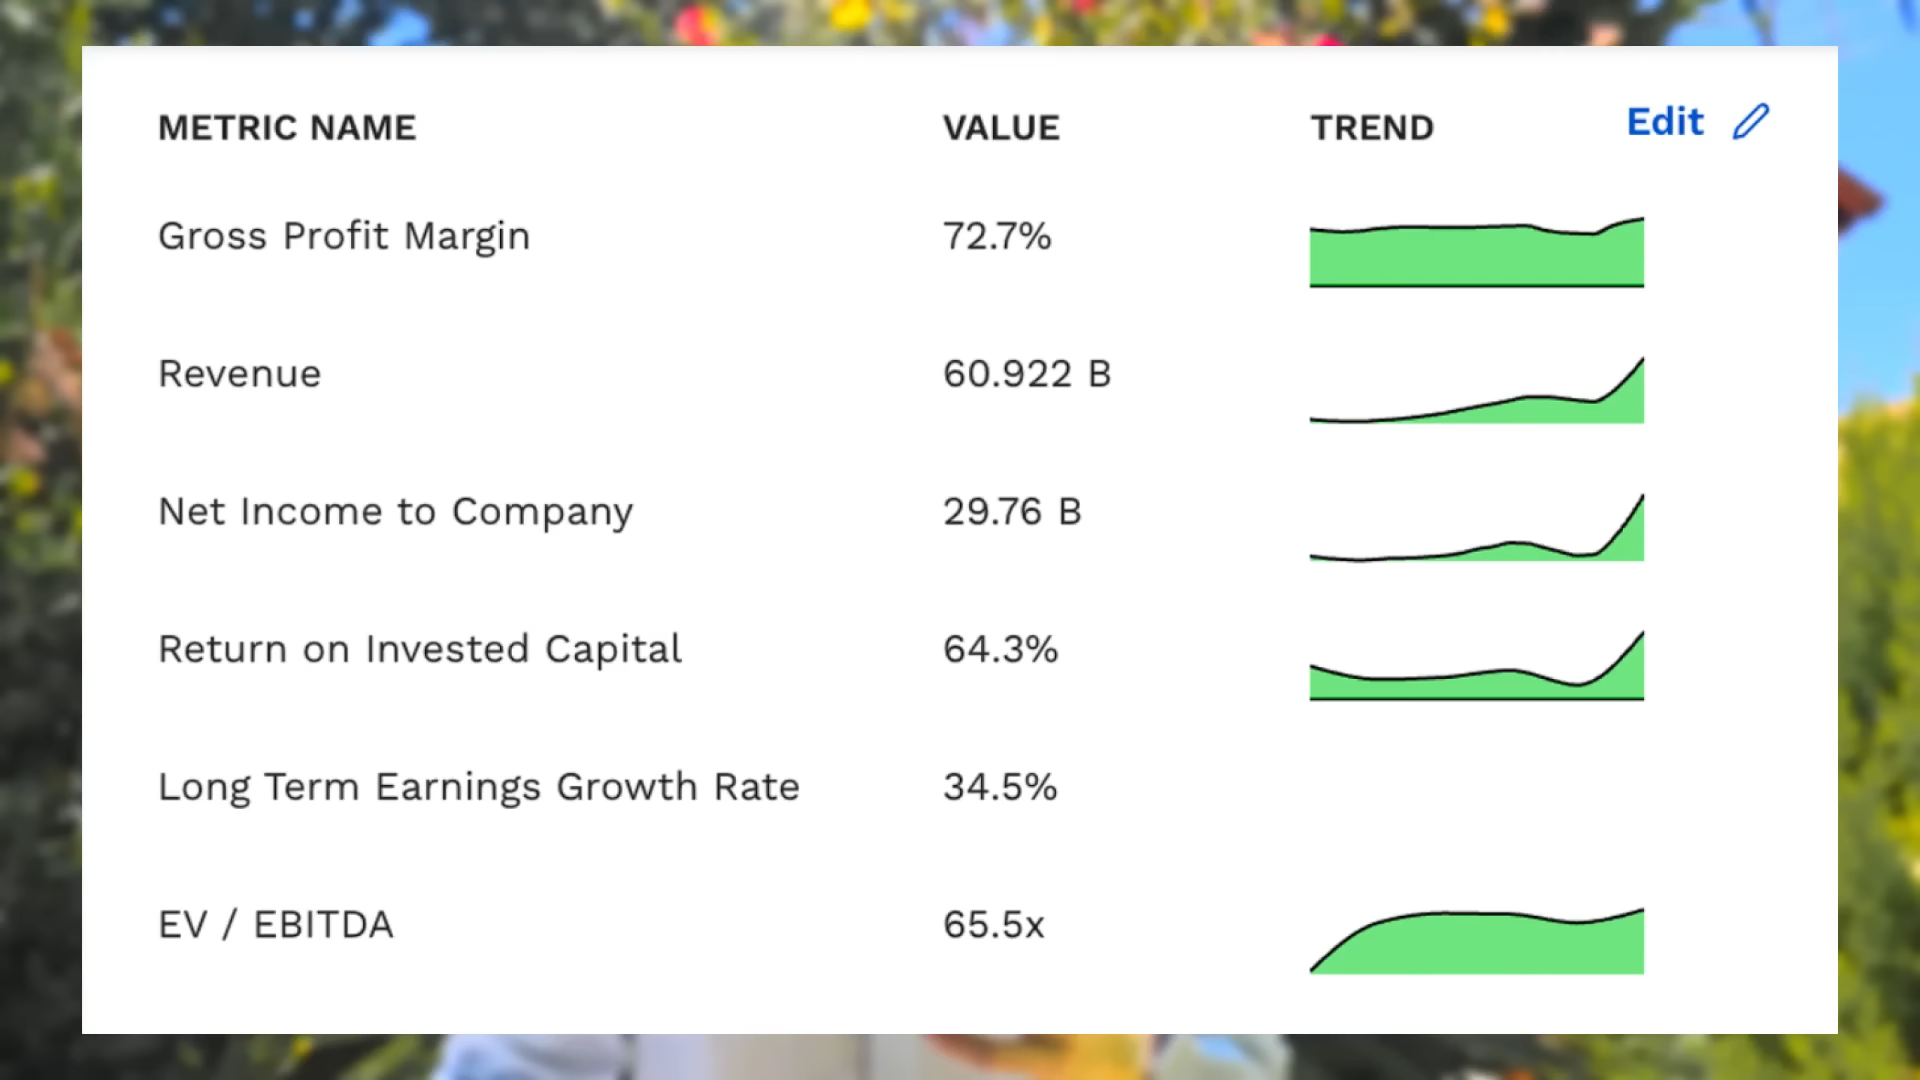 METRIC NAME VALUE TREND Edit
Gross Profit Margin 72.7%
Revenue 60.922 B
Net Income to Company 29.76 B
Return on Invested Capital 64.3%
Long Term Earnings Growth Rate 34.5%
EV / EBITDA 65.5x